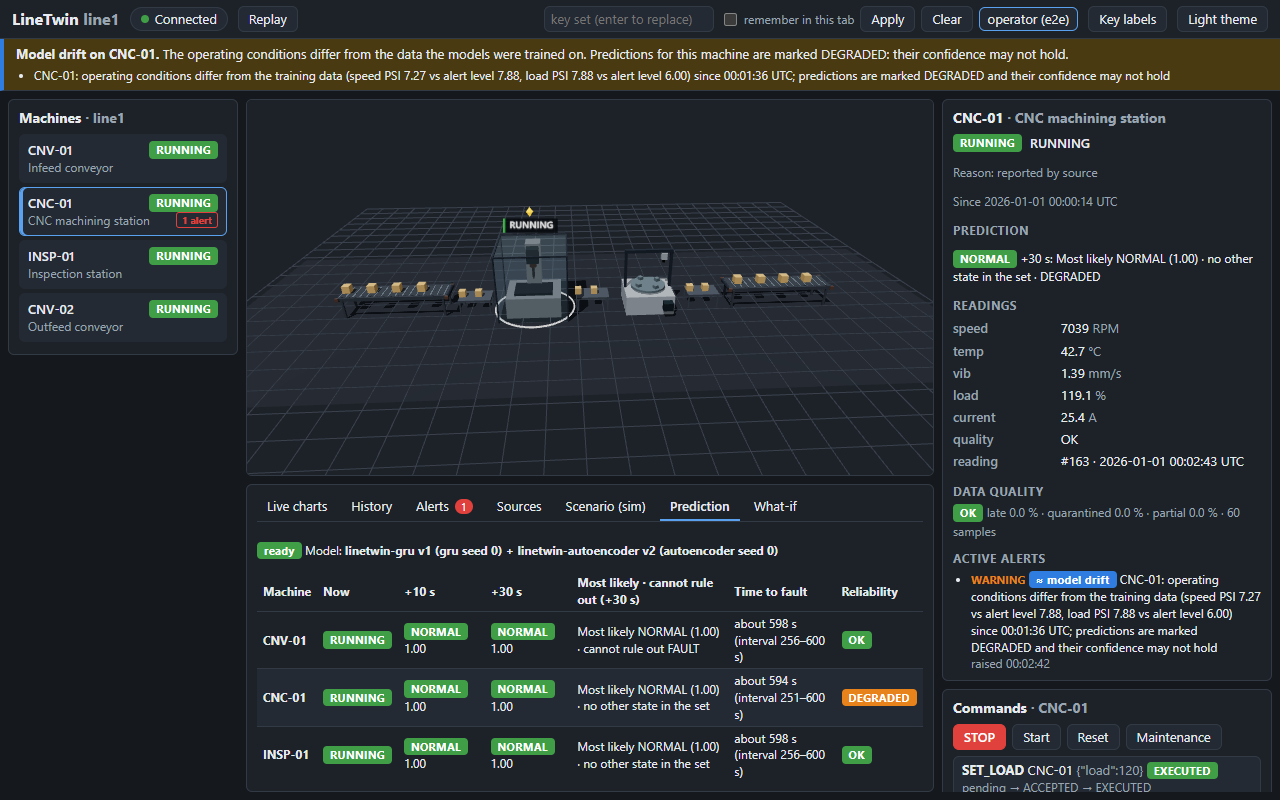 LineTwin line1
Connected
Replay
key set (enter to replace)
remember in this tab
Apply
Clear
operator (e2e)
Key labels
Light theme
Model drift on CNC-01. The operating conditions differ from the data the models were trained on. Predictions for this machine are marked DEGRADED: their confidence may not hold.
• CNC-01: operating conditions differ from the training data (speed PSI 7.27 vs alert level 7.88, load PSI 7.88 vs alert level 6.00) since 00:01:36 UTC; predictions are marked DEGRADED and their confidence may not hold
Machines · line1
CNV-01 RUNNING
Infeed conveyor
CNC-01 RUNNING
CNC machining station 1 alert
INSP-01 RUNNING
Inspection station
CNV-02 RUNNING
Outfeed conveyor
RUNNING
Live charts History Alerts 1 Sources Scenario (sim) Prediction What-if
ready Model: linetwin-gru v1 (gru seed 0) + linetwin-autoencoder v2 (autoencoder seed 0)
Machine Now +10 s +30 s Most likely · cannot rule out (+30 s) Time to fault Reliability
CNV-01 RUNNING NORMAL 1.00 NORMAL 1.00 Most likely NORMAL (1.00) · cannot rule out FAULT about 598 s (interval 256–600 s) OK
CNC-01 RUNNING NORMAL 1.00 NORMAL 1.00 Most likely NORMAL (1.00) · no other state in the set about 594 s (interval 251–600 s) DEGRADED
INSP-01 RUNNING NORMAL 1.00 NORMAL 1.00 Most likely NORMAL (1.00) · no other state in the set about 598 s (interval 256–600 s) OK
CNC-01 · CNC machining station
RUNNING RUNNING
Reason: reported by source
Since 2026-01-01 00:00:14 UTC
PREDICTION
NORMAL +30 s: Most likely NORMAL (1.00) · no other
state in the set · DEGRADED
READINGS
speed 7039 RPM
temp 42.7 °C
vib 1.39 mm/s
load 119.1 %
current 25.4 A
quality OK
reading #163 · 2026-01-01 00:02:43 UTC
DATA QUALITY
OK late 0.0 % · quarantined 0.0 % · partial 0.0 % · 60
samples
ACTIVE ALERTS
• WARNING ≈ model drift CNC-01: operating
conditions differ from the training data (speed PSI 7.27
vs alert level 7.88, load PSI 7.88 vs alert level 6.00)
since 00:01:36 UTC; predictions are marked
DEGRADED and their confidence may not hold
raised 00:02:42
Commands · CNC-01
STOP Start Reset Maintenance
SET_LOAD CNC-01 {"load":120} EXECUTED
pending → ACCEPTED → EXECUTED